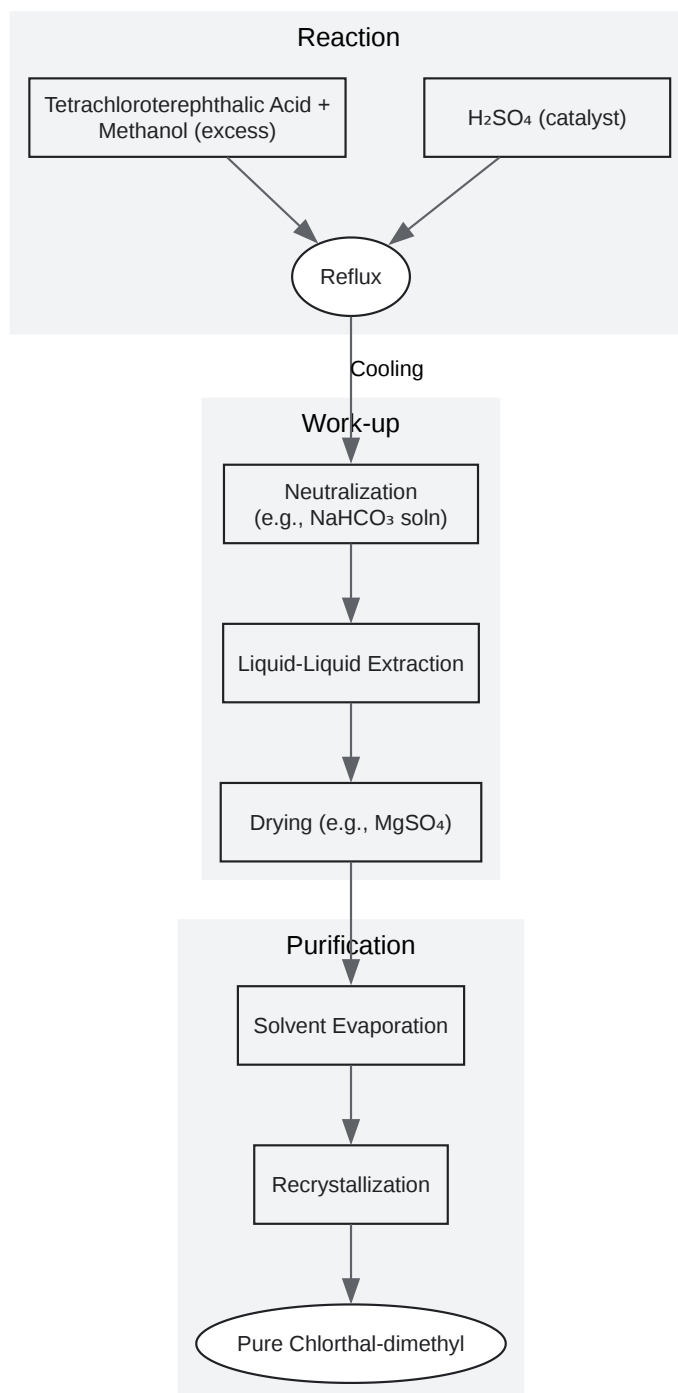 Reaction
Tetrachloroterephthalic Acid +
Methanol (excess)
H₂SO₄ (catalyst)
Reflux
Cooling
Work-up
Neutralization
(e.g., NaHCO₃ soln)
Liquid-Liquid Extraction
Drying (e.g., MgSO₄)
Purification
Solvent Evaporation
Recrystallization
Pure Chlorthal-dimethyl